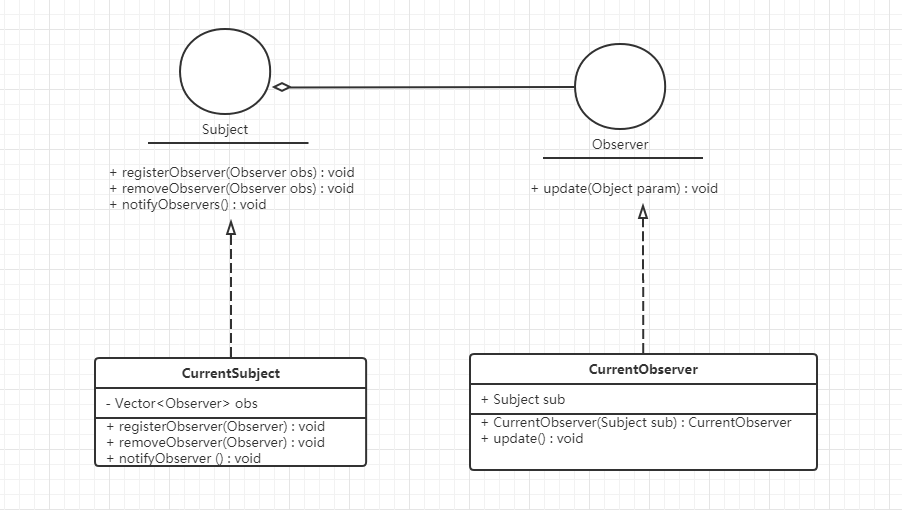 Subject
+ registerObserver(Observer obs) : void
+ removeObserver(Observer obs) : void
+ notifyObservers() : void
Observer
+ update(Object param) : void
CurrentSubject
- Vector<Observer> obs
+ registerObserver(Observer) : void
+ removeObserver(Observer) : void
+ notifyObserver () : void
CurrentObserver
+ Subject sub
+ CurrentObserver(Subject sub) : CurrentObserver
+ update() : void